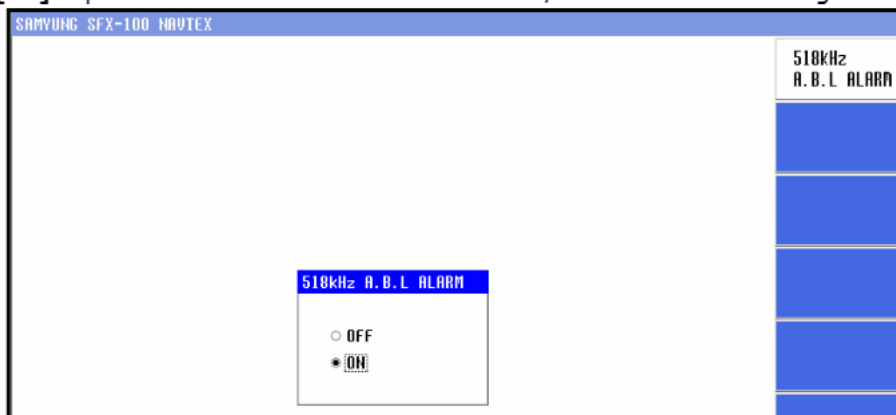 SAMYUNG SFX-100 NAVTEX
518kHz
A.B.L ALARM
518kHz A.B.L ALARM
OFF
ON